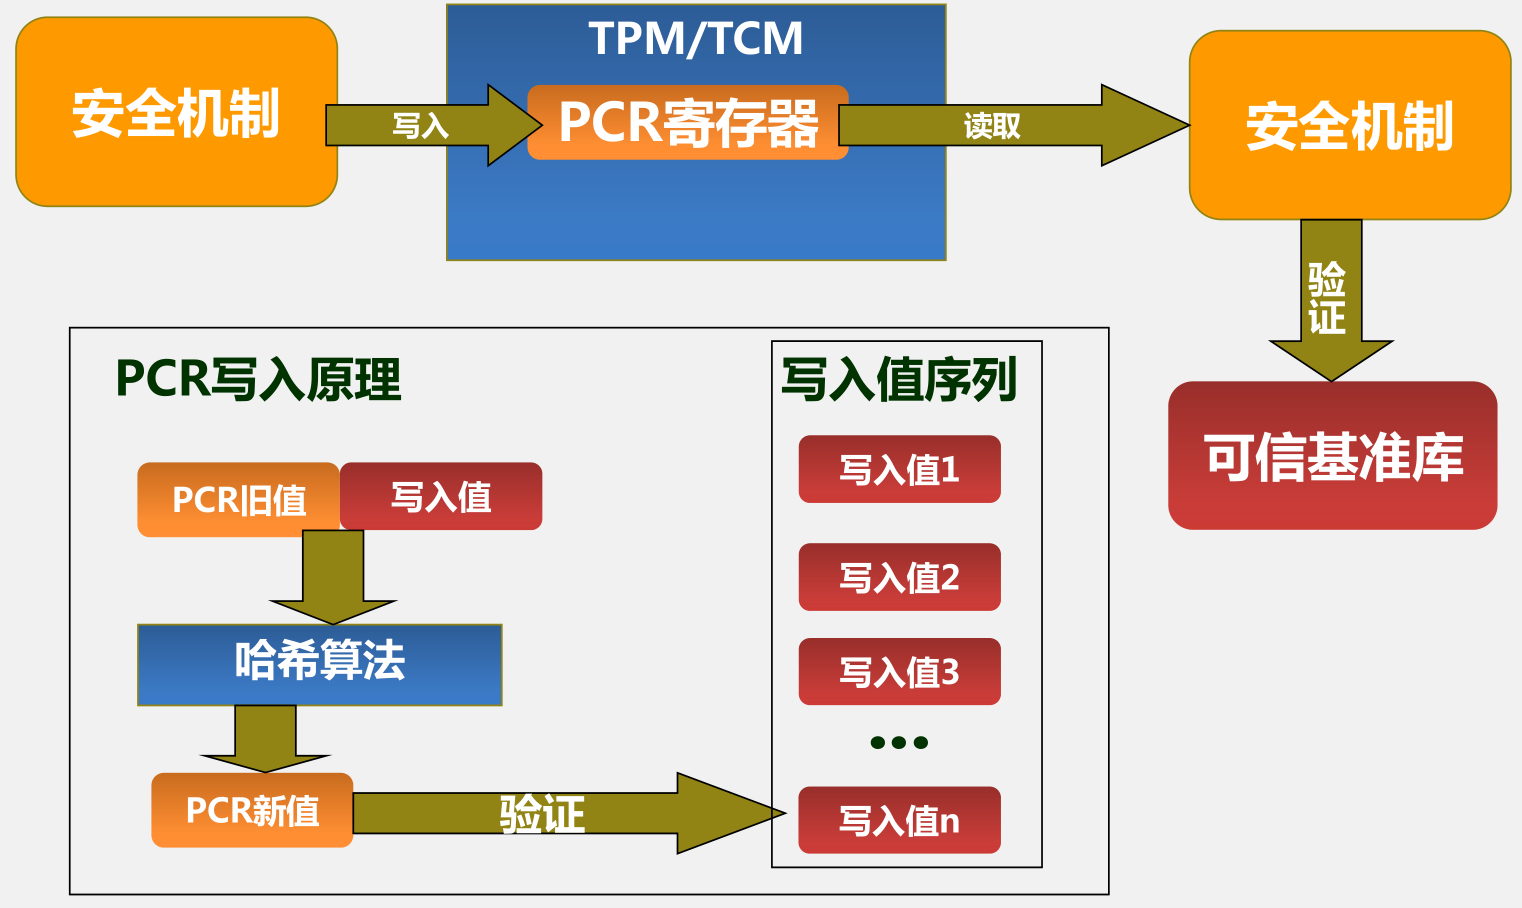 安全机制
写入
TPM/TCM
PCR寄存器
读取
安全机制
验
证
可信基准库
PCR写入原理
PCR旧值
写入值
哈希算法
PCR新值
验证
写入值序列
写入值1
写入值2
写入值3
•••
写入值n